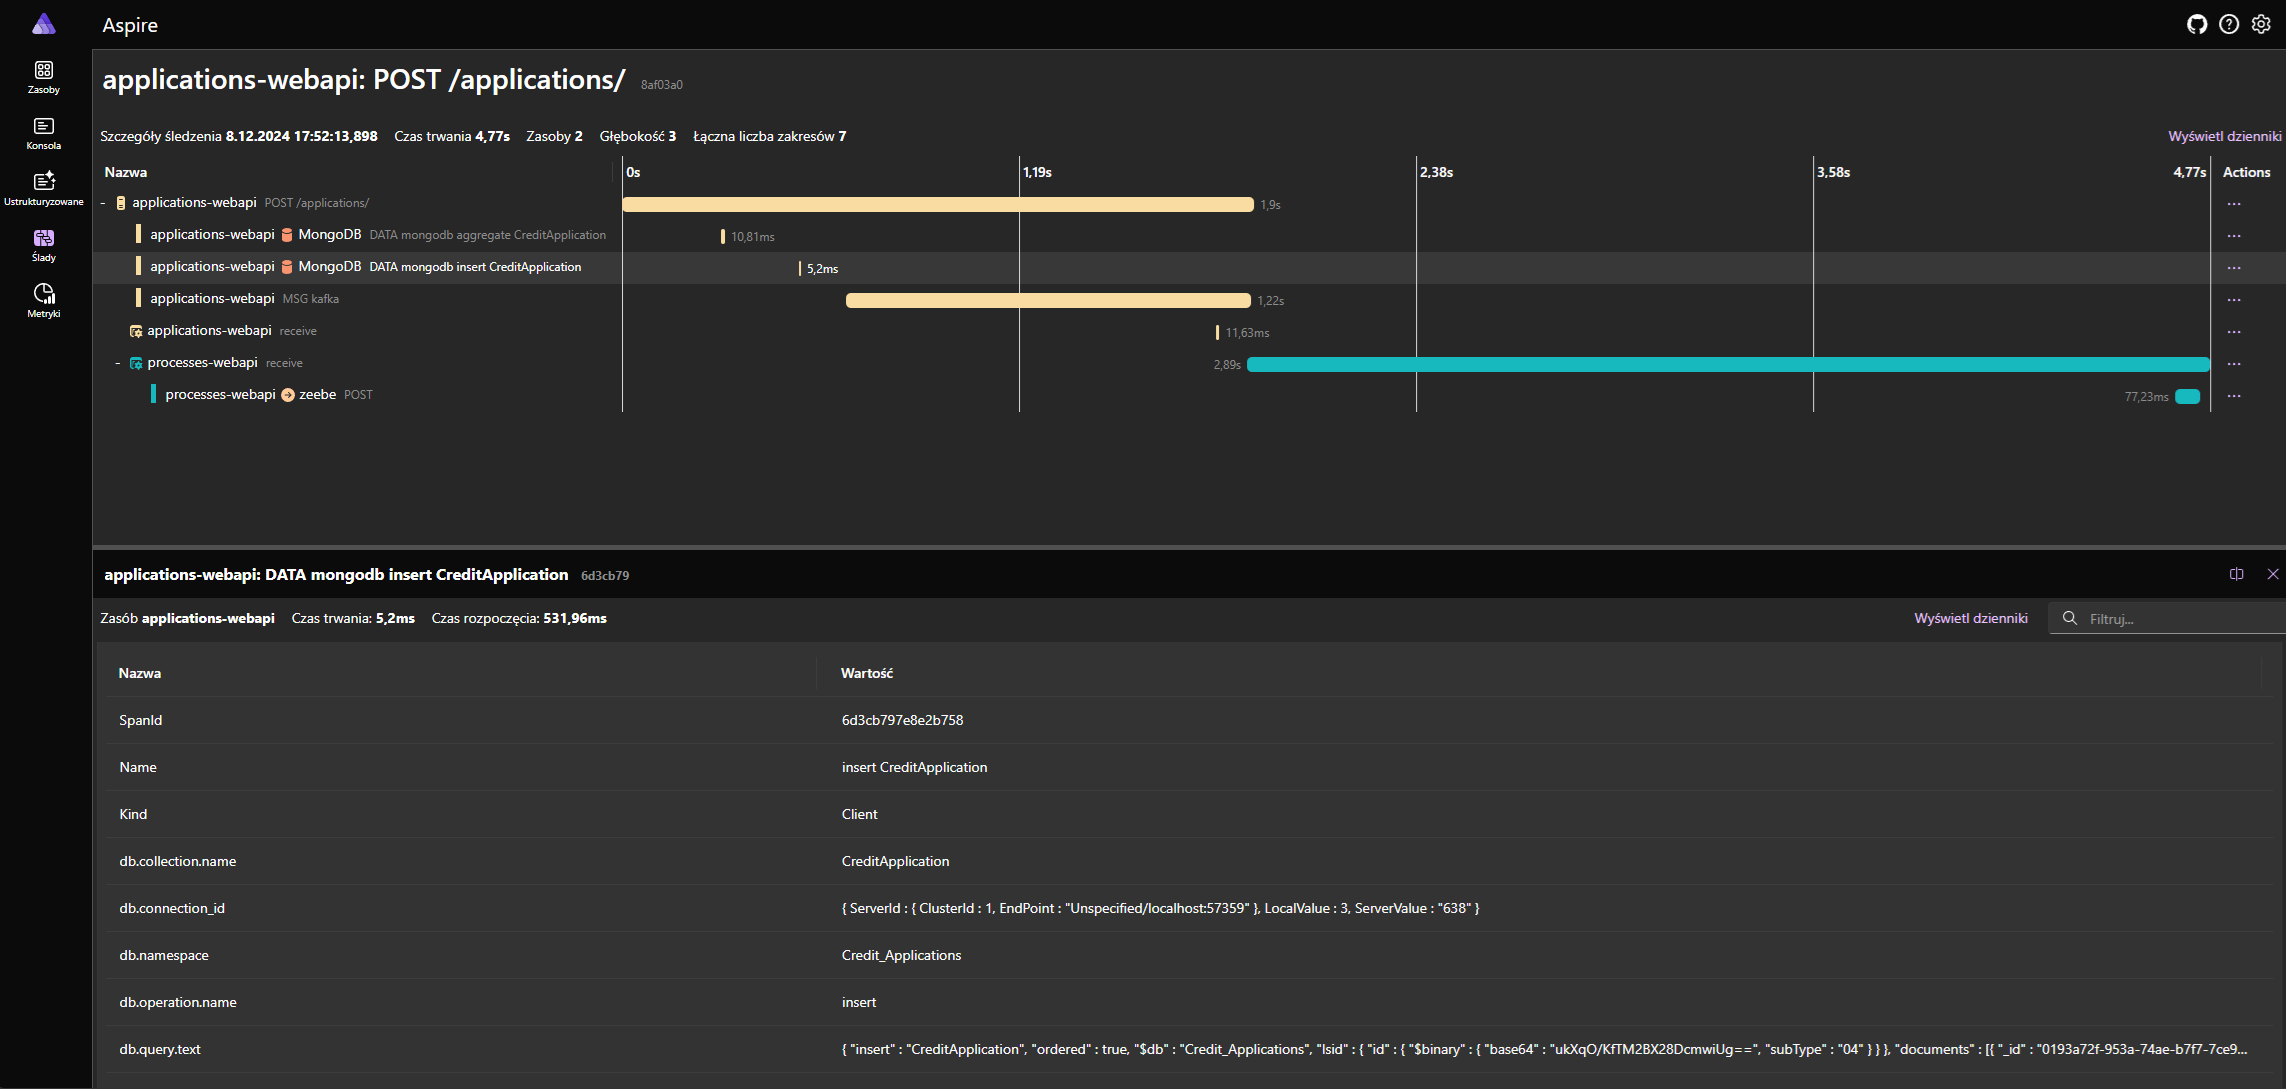 Aspire
Zasoby
Konsola
Ustrukturyzowane
Ślady
Metryki
applications-webapi: POST /applications/ 8af03a0
Szczegóły śledzenia 8.12.2024 17:52:13,898 Czas trwania 4,77s Zasoby 2 Głębokość 3 Łączna liczba zakresów 7 Wyświetl dzienniki
Nazwa 0s 1,19s 2,38s 3,58s 4,77s Actions
- applications-webapi POST /applications/ 1,9s ...
applications-webapi MongoDB DATA mongodb aggregate CreditApplication 10,81ms ...
applications-webapi MongoDB DATA mongodb insert CreditApplication 5,2ms ...
applications-webapi MSG kafka 1,22s ...
applications-webapi receive 11,63ms ...
- processes-webapi receive 2,89s ...
processes-webapi zeebe POST 77,23ms ...
applications-webapi: DATA mongodb insert CreditApplication 6d3cb79
Zasób applications-webapi Czas trwania: 5,2ms Czas rozpoczęcia: 531,96ms Wyświetl dzienniki Filtruj...
Nazwa Wartość
SpanId 6d3cb797e8e2b758
Name insert CreditApplication
Kind Client
db.collection.name CreditApplication
db.connection_id { ServerId : { ClusterId : 1, EndPoint : "Unspecified/localhost:57359" }, LocalValue : 3, ServerValue : "638" }
db.namespace Credit_Applications
db.operation.name insert
db.query.text { "insert" : "CreditApplication", "ordered" : true, "$db" : "Credit_Applications", "lsid" : { "id" : { "$binary" : { "base64" : "ukXqO/KfTM2BX28DcmwiUg==", "subType" : "04" } } }, "documents" : [{ "_id" : "0193a72f-953a-74ae-b7f7-7ce9...